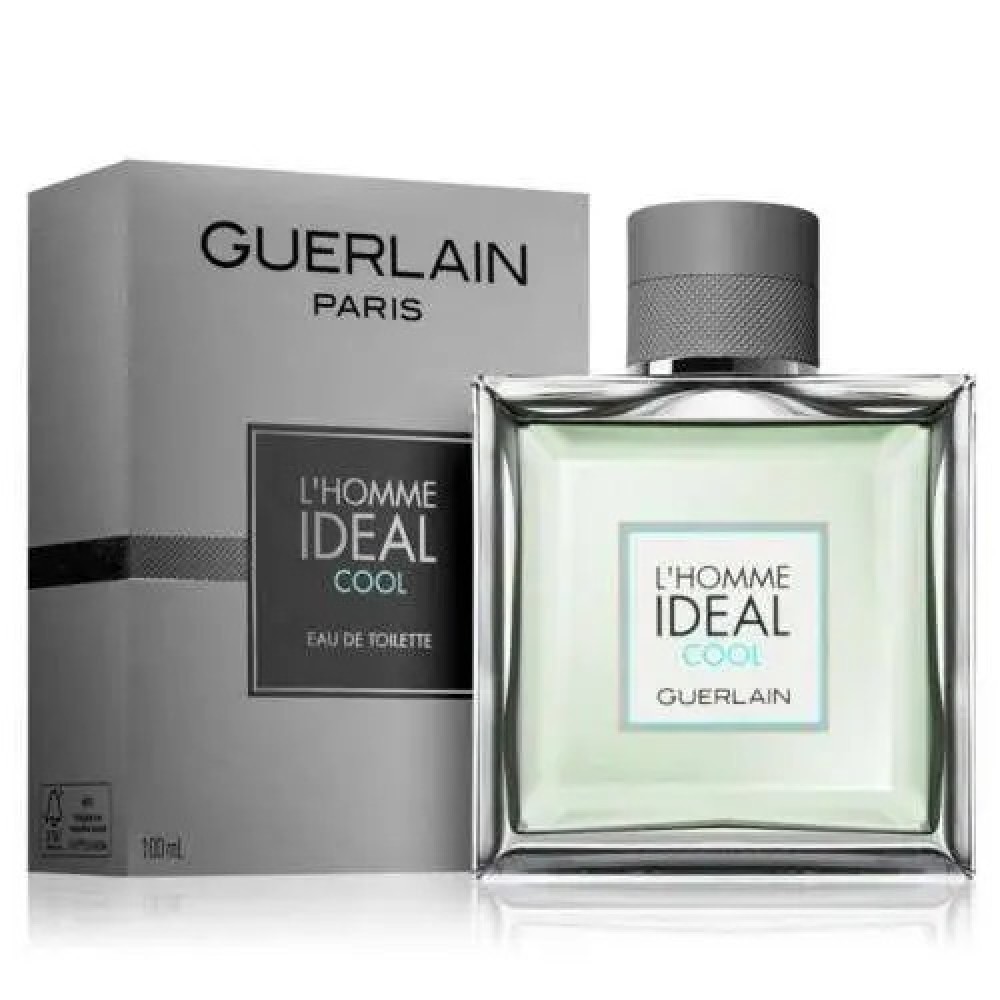 GUERLAIN
PARIS
L'HOMME
IDEAL
COOL
EAU DE TOILETTE
100 mL
L'HOMME
IDEAL
COOL
GUERLAIN